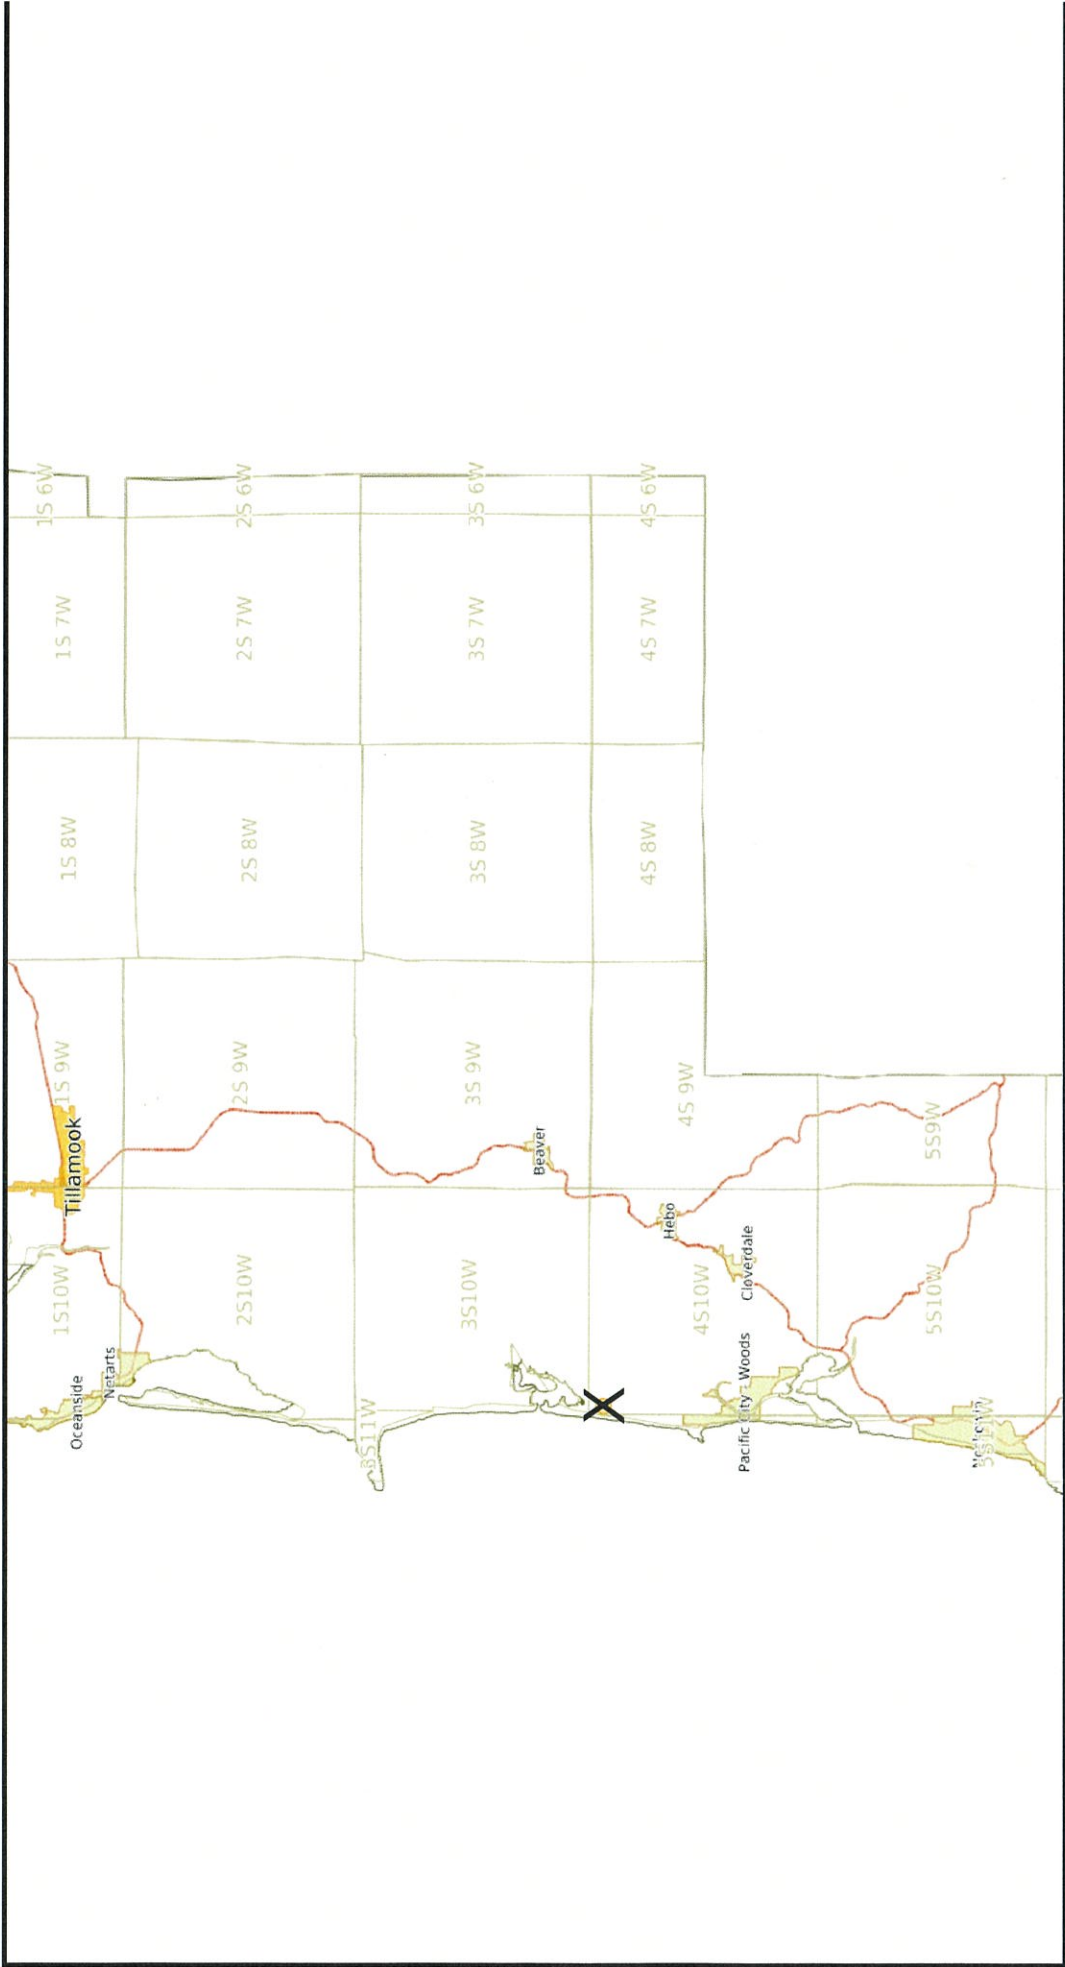 1S 6W
2S 6W
3S 6W
4S 6W
1S 7W
2S 7W
3S 7W
4S 7W
1S 8W
2S 8W
3S 8W
4S 8W
1S 9W
2S 9W
3S 9W
4S 9W
5S9W
Tillamook
Beaver
Hebo
Cloverdale
1S10W
2S10W
3S10W
4S10W
5S10W
Oceanside
Netarts
3S11W
X
Pacific City - Woods
Neskowin
5S11W